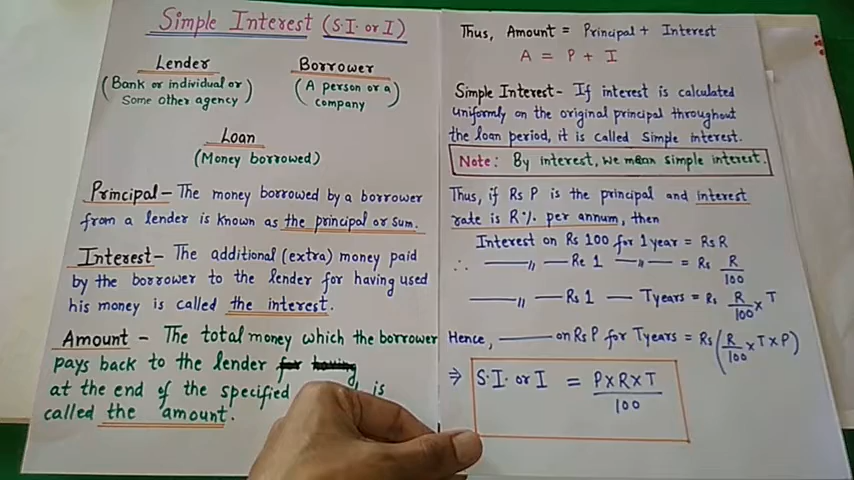 Simple Interest (S.I. or I)
Lender
(Bank or individual or
Some other agency)
Borrower
(A person or a
company)
Loan
(Money borrowed)
Principal - The money borrowed by a borrower
from a lender is known as the principal or sum.
Interest - The additional (extra) money paid
by the borrower to the lender for having used
his money is called the interest.
Amount - The total money which the borrower
pays back to the lender
at the end of the specified is
called the amount.
Thus, Amount = Principal + Interest
A = P + I
Simple Interest - If interest is calculated
uniformly on the original principal throughout
the loan period, it is called Simple interest.
Note: By interest, we mean simple interest.
Thus, if Rs P is the principal and interest
rate is R% per annum, then
Interest on Rs 100 for 1 year = Rs R
∴ —— 〃 — Re 1 — 〃 — = Rs R/100
—— 〃 — Rs 1 — T years = Rs R/100 × T
Hence, ——— on Rs P for T years = Rs (R/100 × T × P)
⇒ S.I. or I = P×R×T/100